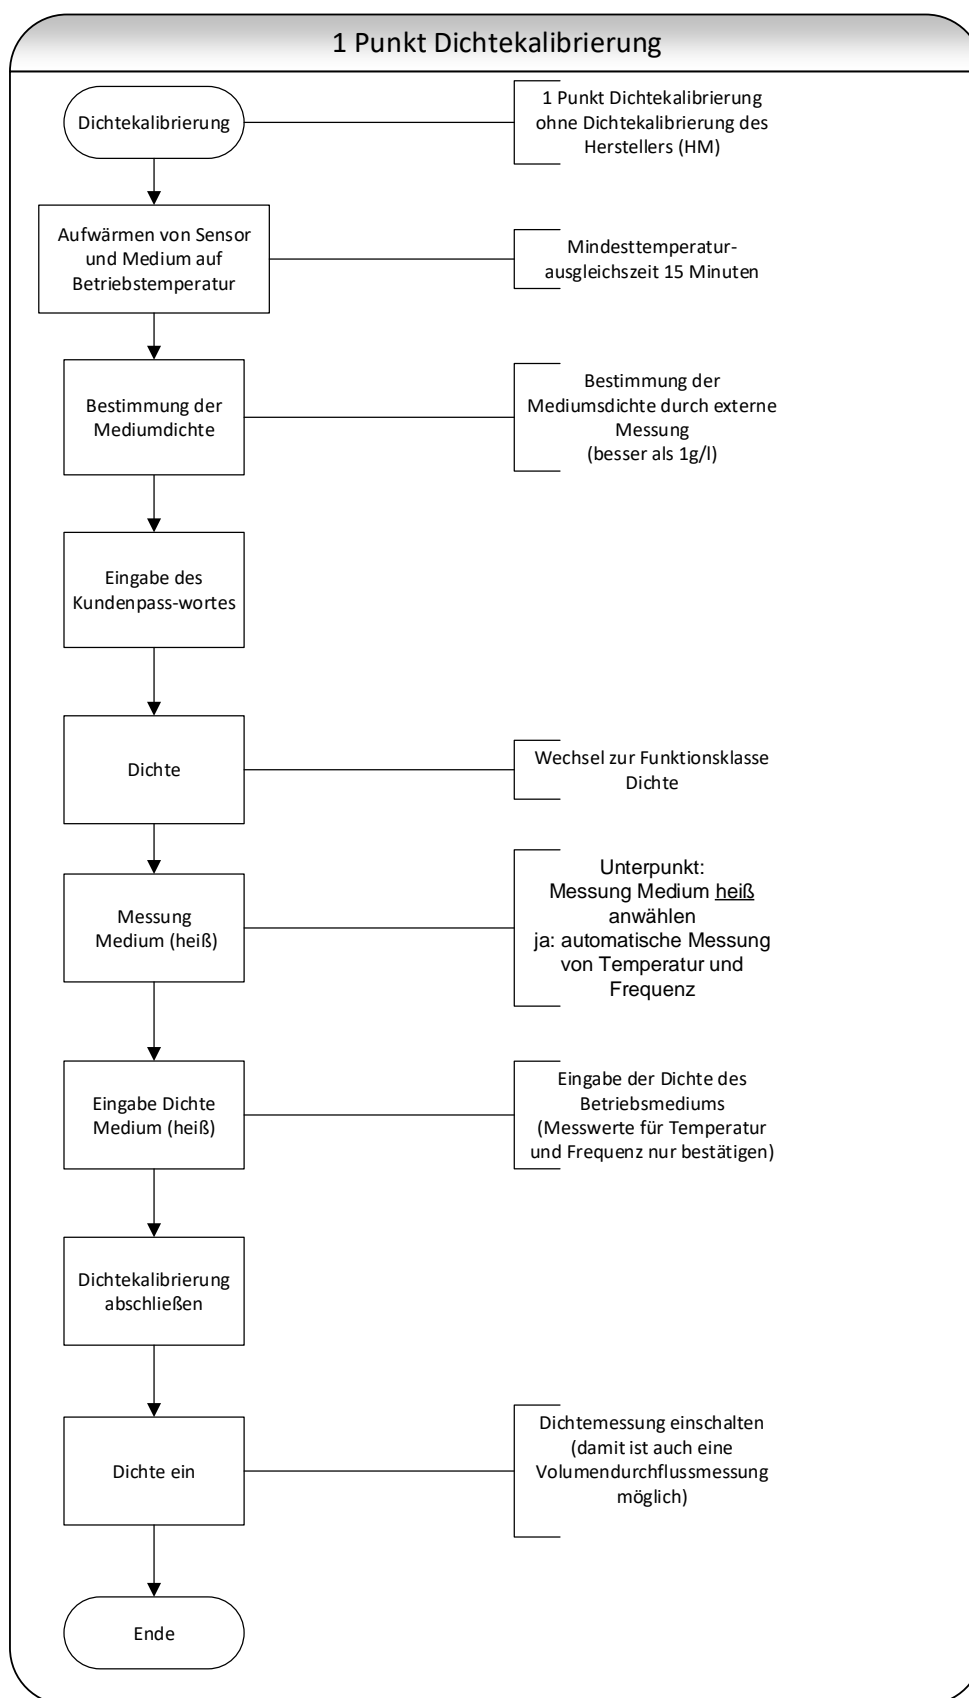 1 Punkt Dichtekalibrierung
Dichtekalibrierung
1 Punkt Dichtekalibrierung
ohne Dichtekalibrierung des
Herstellers (HM)
Aufwärmen von Sensor
und Medium auf
Betriebstemperatur
Mindesttemperatur-
ausgleichszeit 15 Minuten
Bestimmung der
Mediumdichte
Bestimmung der
Mediumsdichte durch externe
Messung
(besser als 1g/l)
Eingabe des
Kundenpass-wortes
Dichte
Wechsel zur Funktionsklasse
Dichte
Messung
Medium (heiß)
Unterpunkt:
Messung Medium heiß
anwählen
ja: automatische Messung
von Temperatur und
Frequenz
Eingabe Dichte
Medium (heiß)
Eingabe der Dichte des
Betriebsmediums
(Messwerte für Temperatur
und Frequenz nur bestätigen)
Dichtekalibrierung
abschließen
Dichte ein
Dichtemessung einschalten
(damit ist auch eine
Volumendurchflussmessung
möglich)
Ende